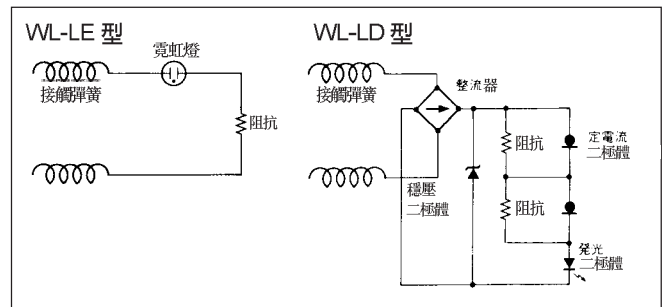 WL-LE 型
霓虹燈
接觸彈簧
阻抗
WL-LD 型
整流器
接觸彈簧
穩壓
二極體
阻抗
定電流
二極體
阻抗
発光
二極體